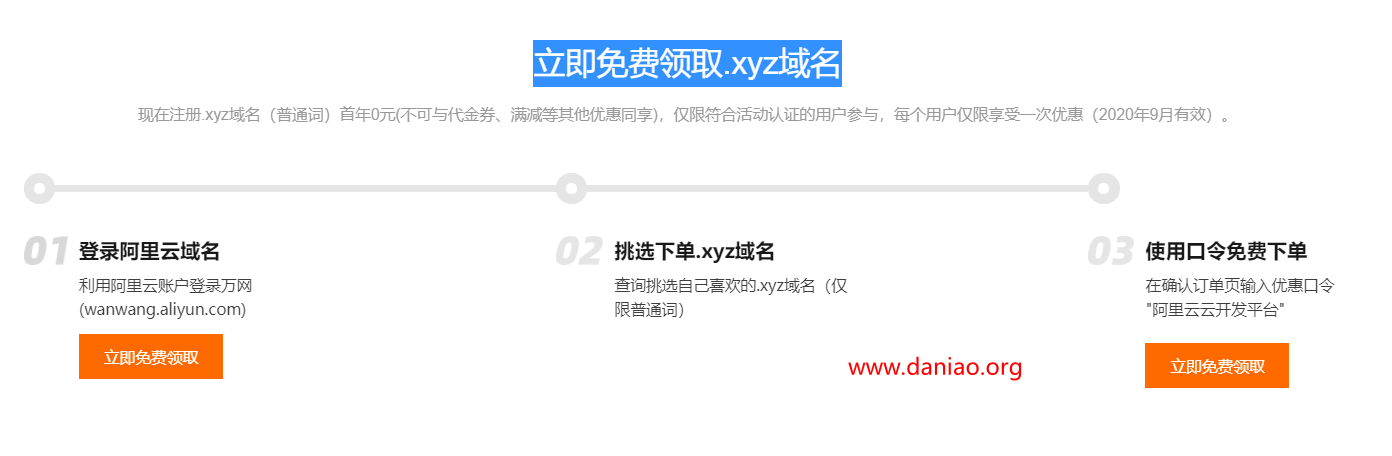 立即免费领取.xyz域名
现在注册.xyz域名（普通词）首年0元(不可与代金券、满减等其他优惠同享)，仅限符合活动认证的用户参与，每个用户仅限享受一次优惠（2020年9月有效）。
01 登录阿里云域名
利用阿里云账户登录万网
(wanwang.aliyun.com)
立即免费领取
02 挑选下单.xyz域名
查询挑选自己喜欢的.xyz域名（仅
限普通词）
03 使用口令免费下单
在确认订单页输入优惠口令
"阿里云云开发平台"
立即免费领取
www.daniao.org